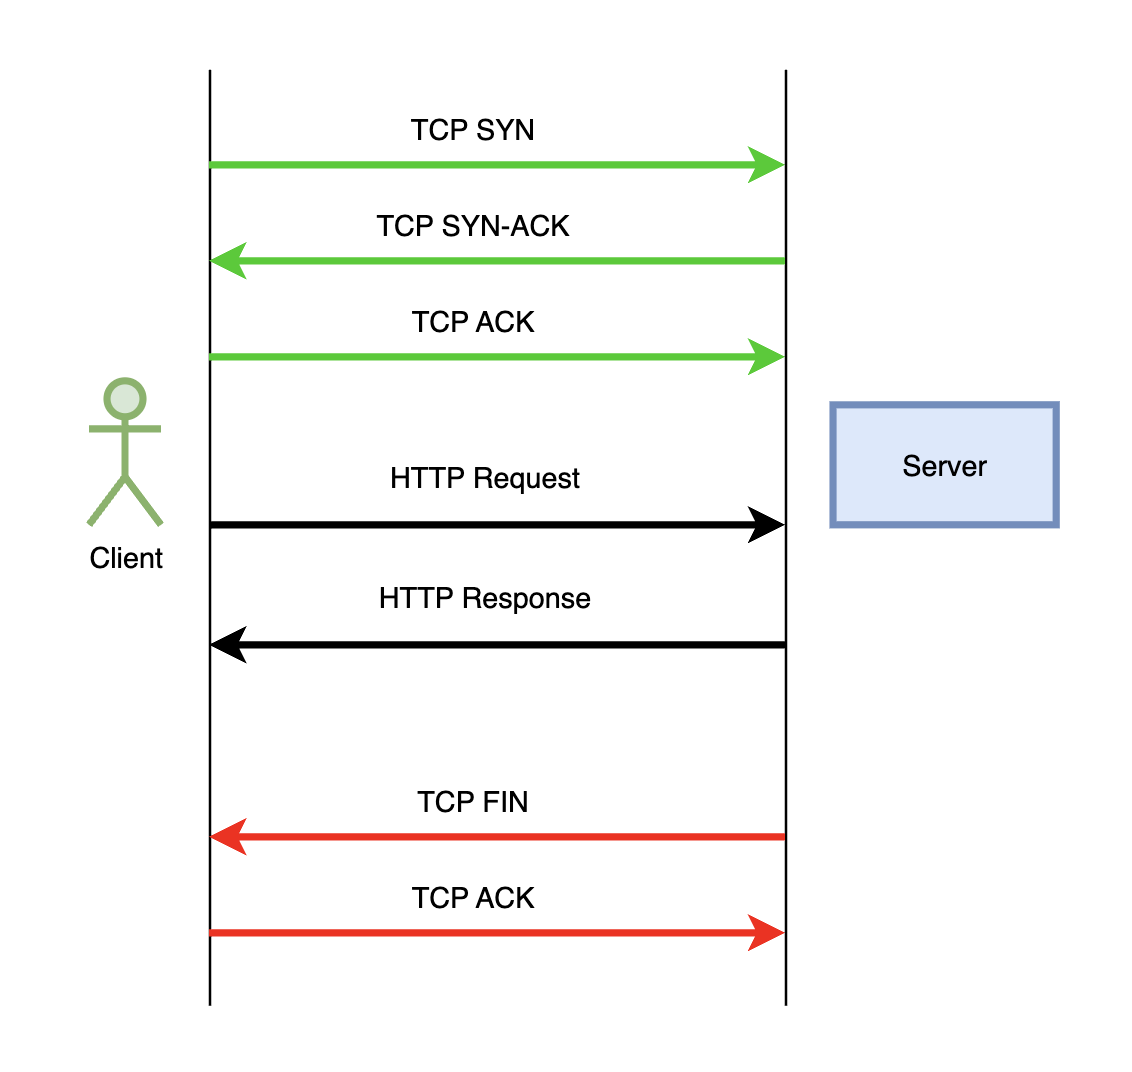 TCP SYN
TCP SYN-ACK
TCP ACK
HTTP Request
Server
Client
HTTP Response
TCP FIN
TCP ACK